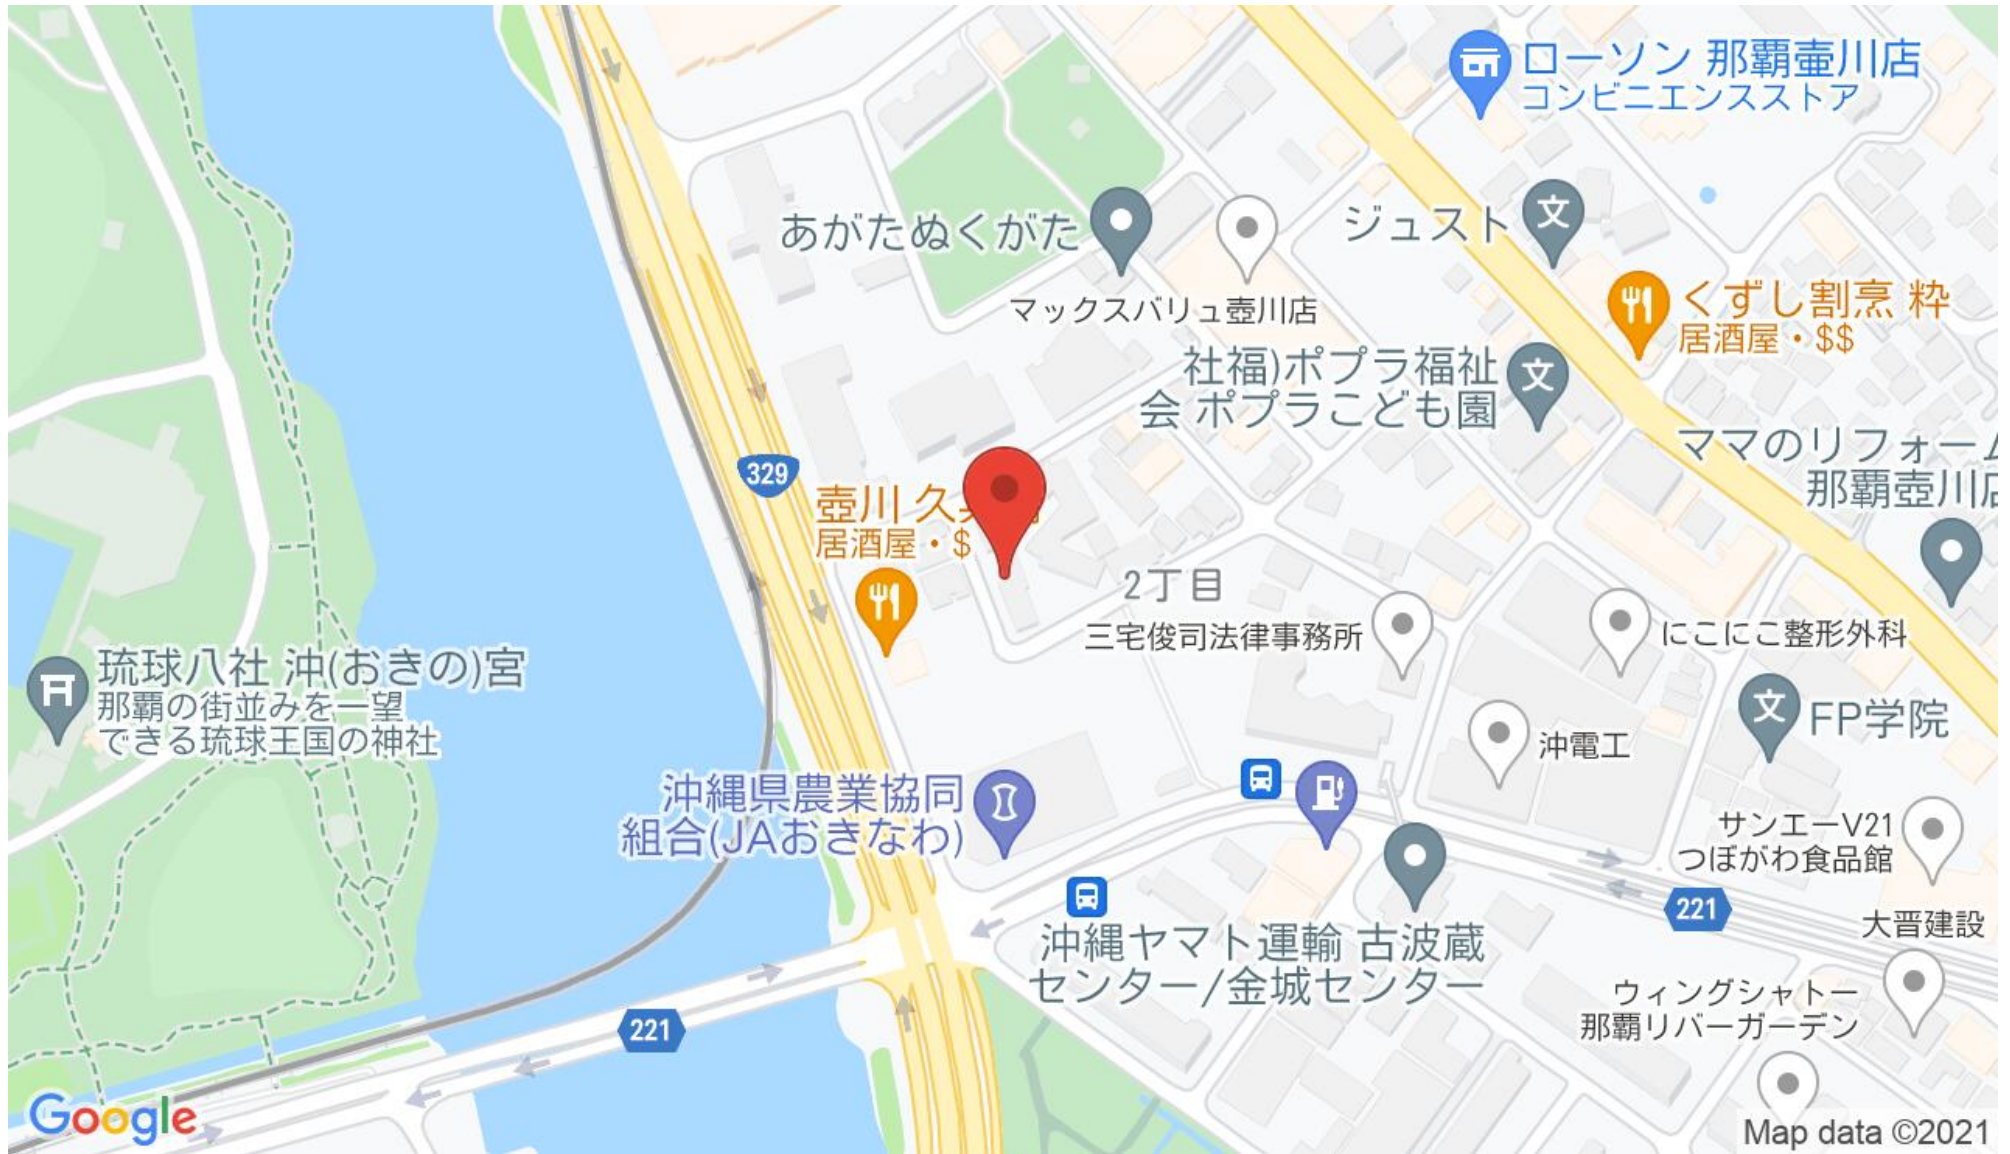 ローソン 那覇壷川店
コンビニエンスストア
あがたぬくがた
ジュスト
文
マックスバリュ壺川店
くずし割烹 粋
居酒屋・$$
社福)ポプラ福祉
会 ポプラこども園
文
ママのリフォーム
那覇壺川店
329
壺川 久
居酒屋・$
2丁目
三宅俊司法律事務所
にこにこ整形外科
琉球八社 沖(おきの)宮
那覇の街並みを一望
できる琉球王国の神社
文
FP学院
沖電工
沖縄県農業協同
組合(JAおきなわ)
サンエーV21
つぼがわ食品館
221
大晋建設
沖縄ヤマト運輸 古波蔵
センター/金城センター
ウィングシャトー
那覇リバーガーデン
221
Google
Map data ©2021